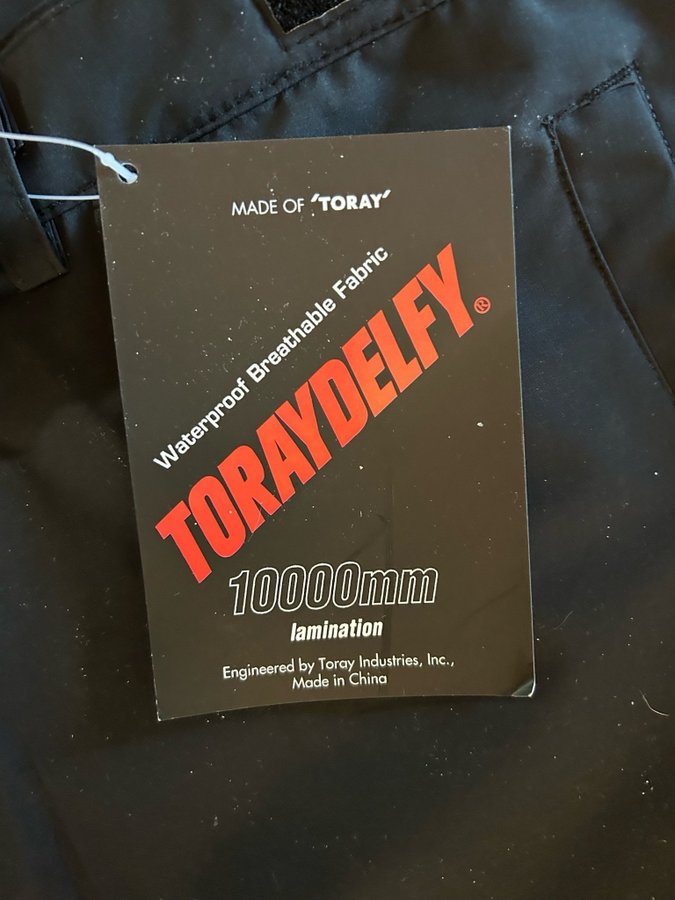 MADE OF 'TORAY'
Waterproof Breathable Fabric
TORAYDELFY®
10000mm
lamination
Engineered by Toray Industries, Inc.,
Made in China